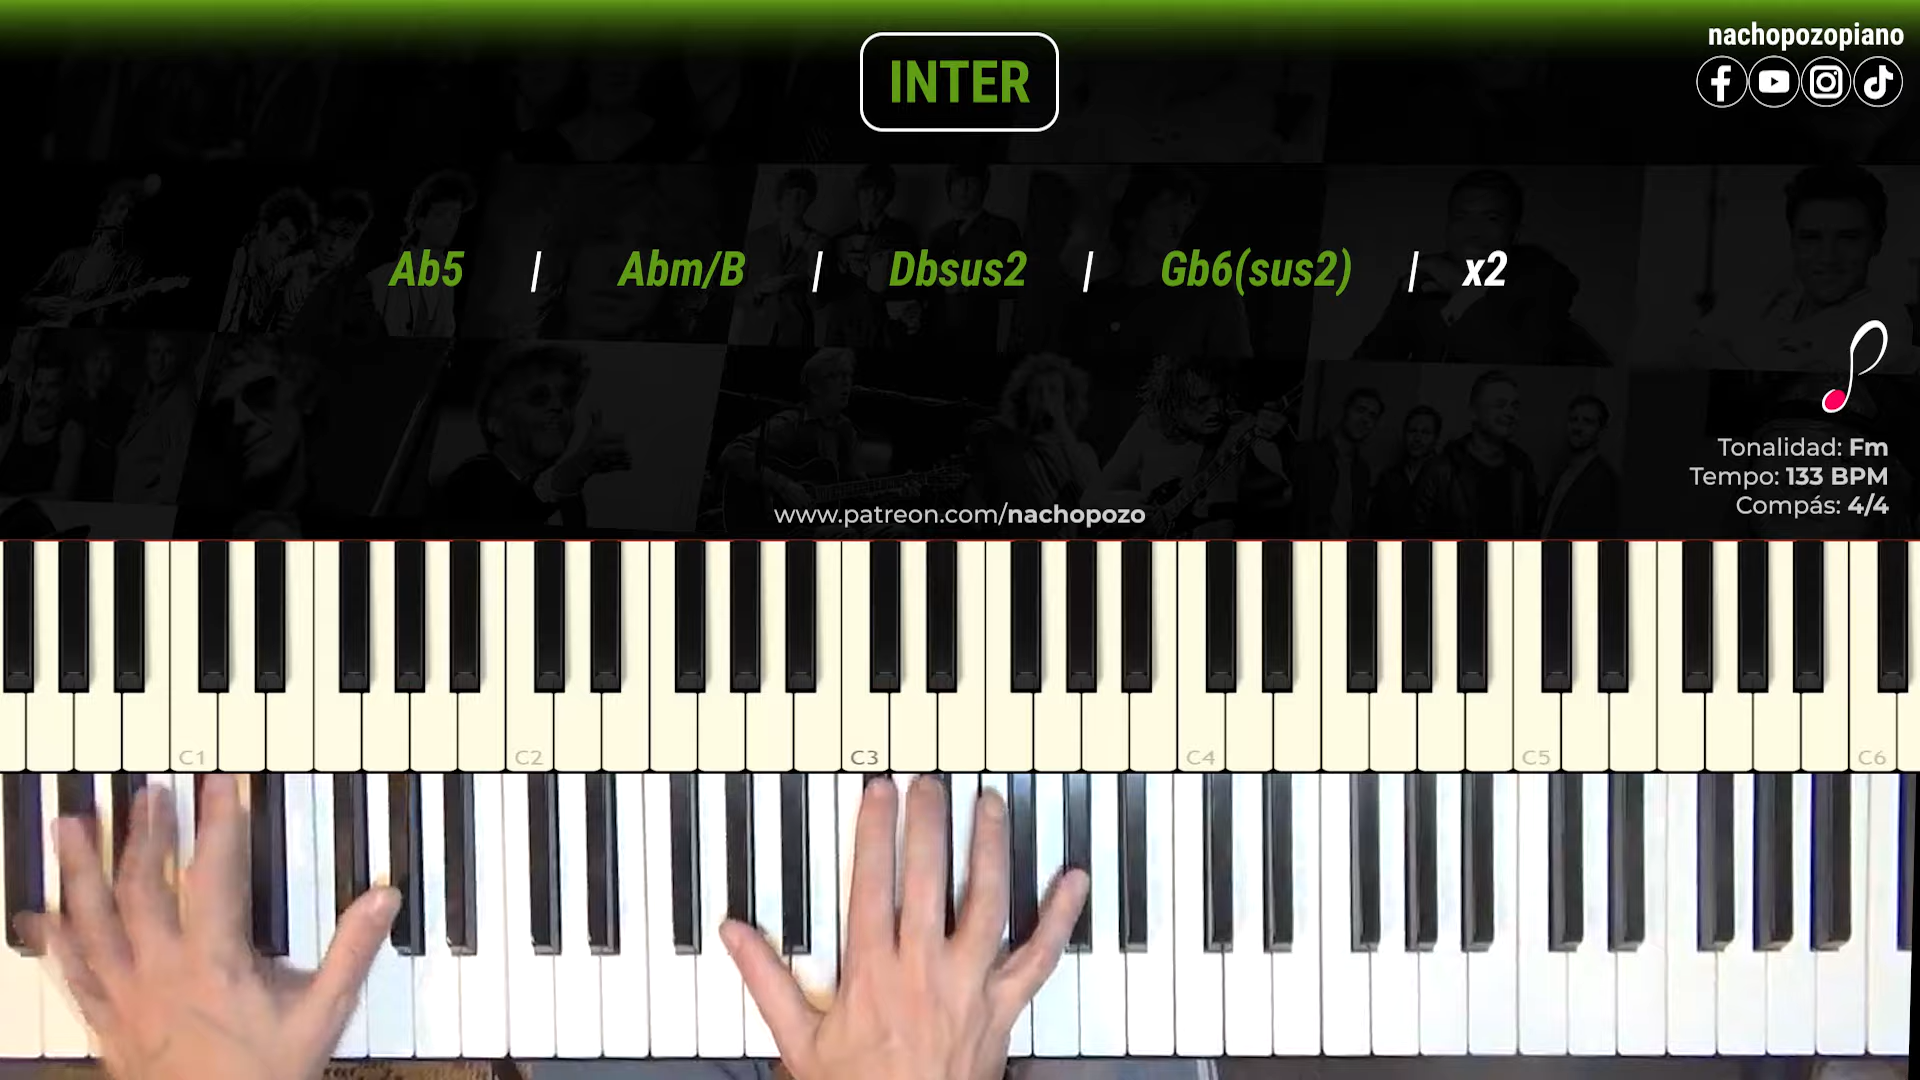 INTER
nachopozopiano
Ab5 / Abm/B / Dbsus2 / Gb6(sus2) / x2
Tonalidad: Fm
Tempo: 133 BPM
Compás: 4/4
www.patreon.com/nachopozo
C1 C2 C3 C4 C5 C6